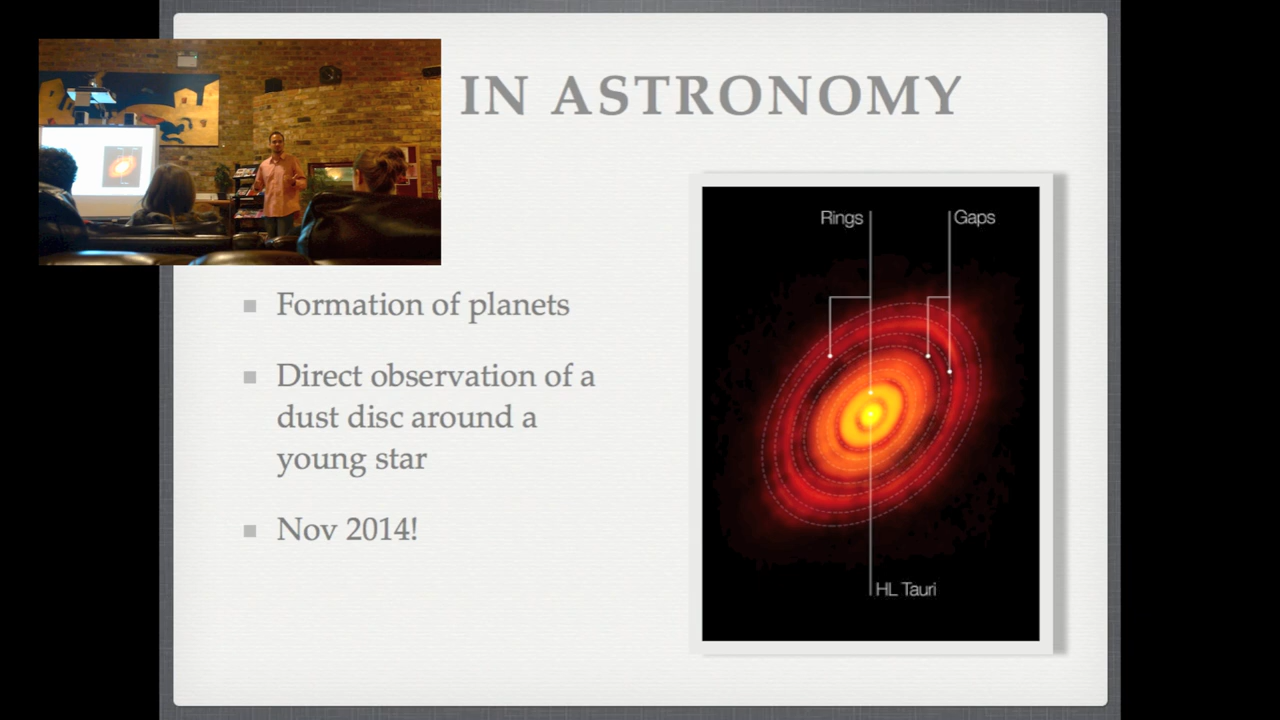 IN ASTRONOMY
Formation of planets
Direct observation of a
dust disc around a
young star
Nov 2014!
Rings
Gaps
HL Tauri